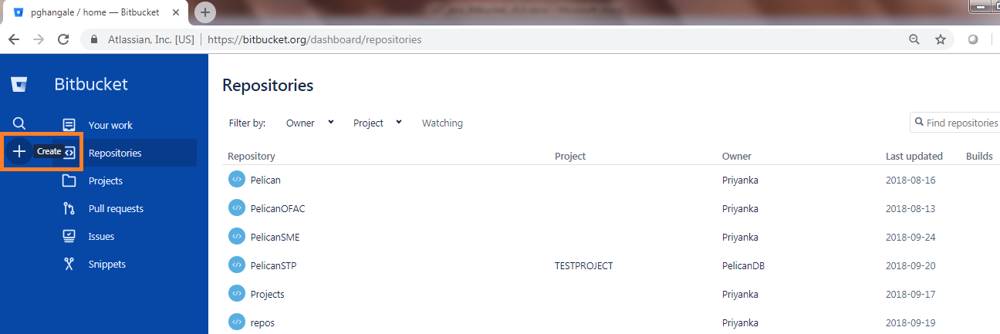 pghangale / home — Bitbucket
Atlassian, Inc. [US] https://bitbucket.org/dashboard/repositories
Bitbucket
Your work
Create
Repositories
Projects
Pull requests
Issues
Snippets
Repositories
Filter by: Owner Project Watching
Find repositories
Repository Project Owner Last updated Builds
Pelican Priyanka 2018-08-16
PelicanOFAC Priyanka 2018-08-13
PelicanSME Priyanka 2018-09-24
PelicanSTP TESTPROJECT PelicanDB 2018-09-20
Projects Priyanka 2018-09-17
repos Priyanka 2018-09-19